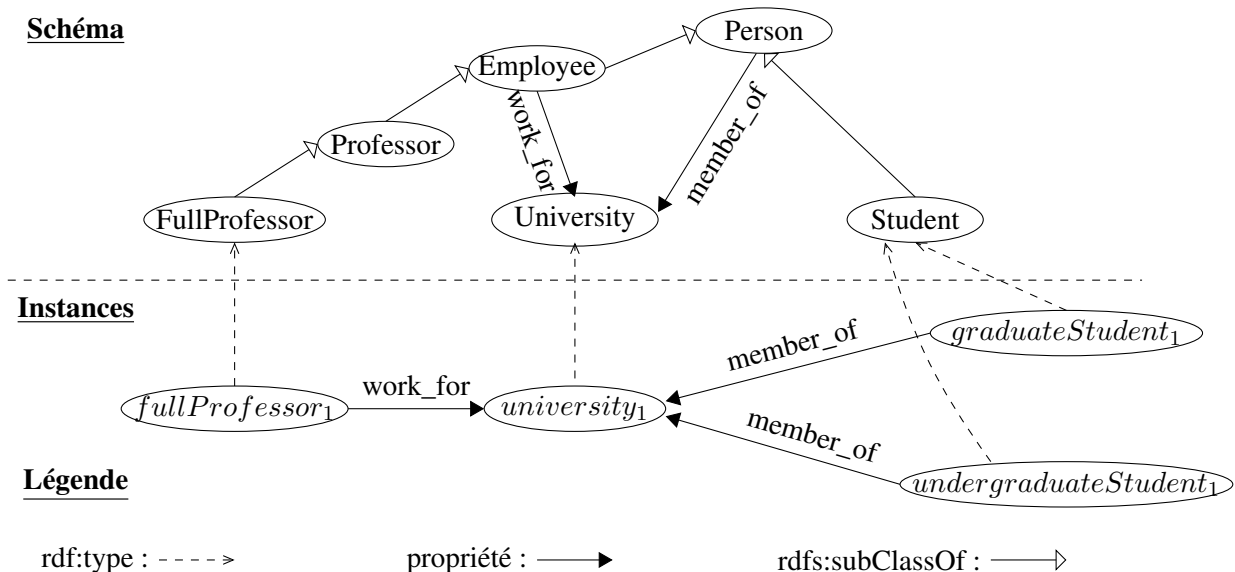 Schéma
Person
Employee
work_for
member_of
Professor
FullProfessor
University
Student
Instances
graduateStudent₁
member_of
work_for
fullProfessor₁
university₁
member_of
undergraduateStudent₁
Légende
rdf:type :
propriété :
rdfs:subClassOf :